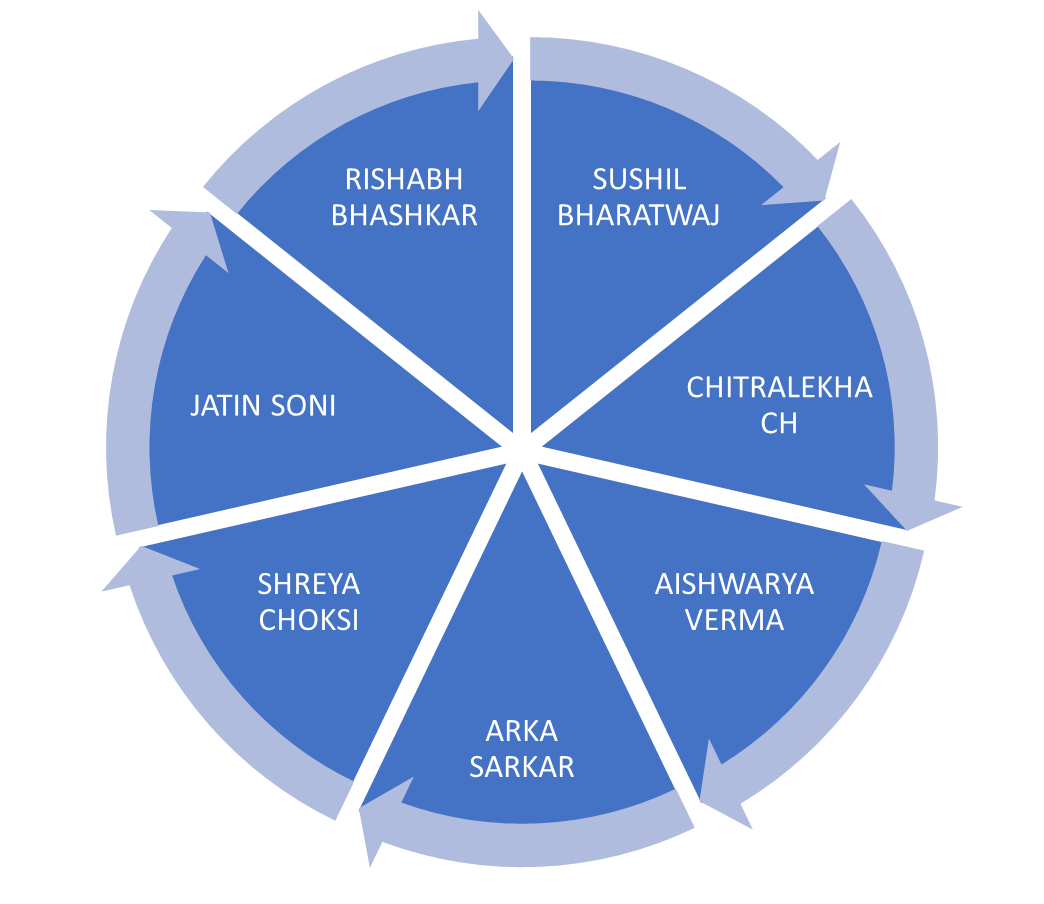 SUSHIL
BHARATWAJ
CHITRALEKHA
CH
AISHWARYA
VERMA
ARKA
SARKAR
SHREYA
CHOKSI
JATIN SONI
RISHABH
BHASHKAR